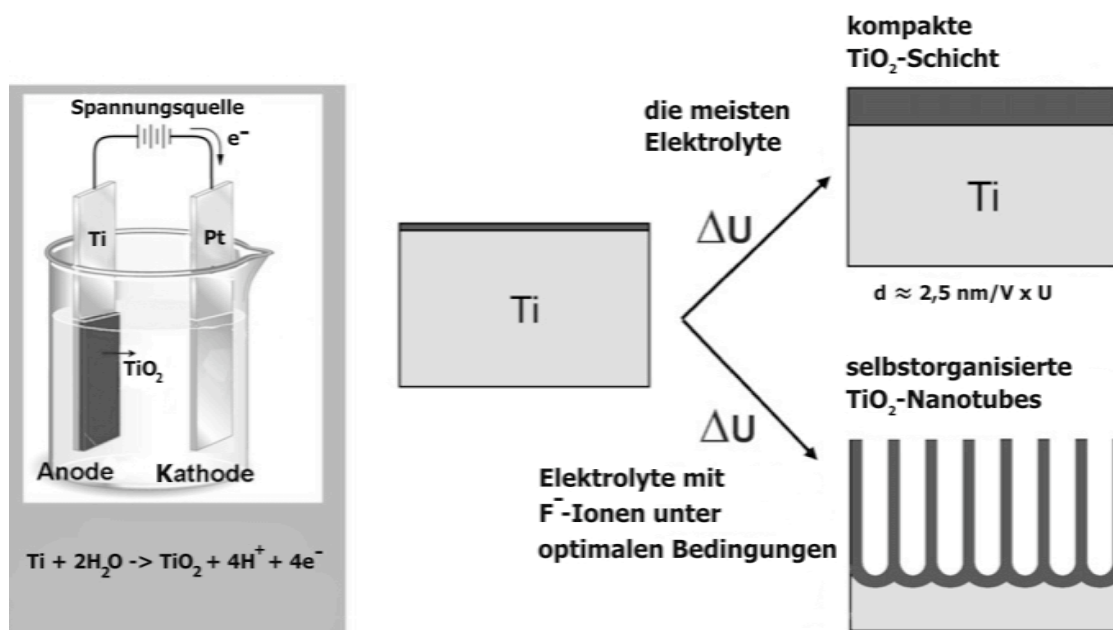 Spannungsquelle
e⁻
Ti
Pt
TiO₂
Anode
Kathode
Ti + 2H₂O -> TiO₂ + 4H⁺ + 4e⁻
Ti
die meisten
Elektrolyte
ΔU
kompakte
TiO₂-Schicht
Ti
d ≈ 2,5 nm/V x U
ΔU
Elektrolyte mit
F⁻-Ionen unter
optimalen Bedingungen
selbstorganisierte
TiO₂-Nanotubes